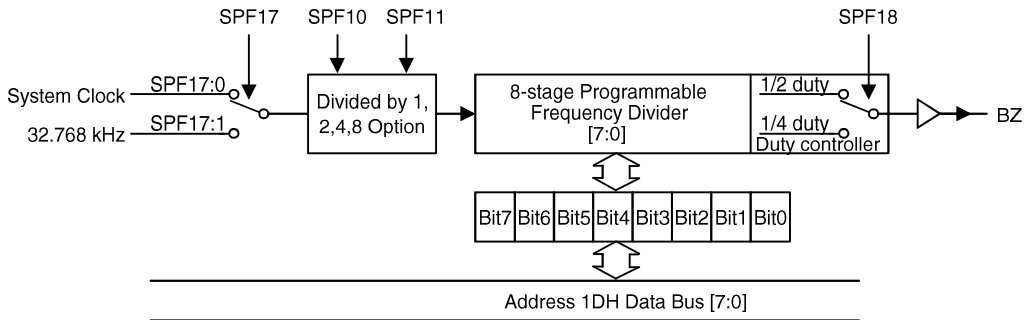 SPF17
SPF10
SPF11
SPF18
System Clock
SPF17:0
32.768 kHz
SPF17:1
Divided by 1,
2,4,8 Option
8-stage Programmable
Frequency Divider
[7:0]
1/2 duty
1/4 duty
Duty controller
BZ
Bit7 Bit6 Bit5 Bit4 Bit3 Bit2 Bit1 Bit0
Address 1DH Data Bus [7:0]